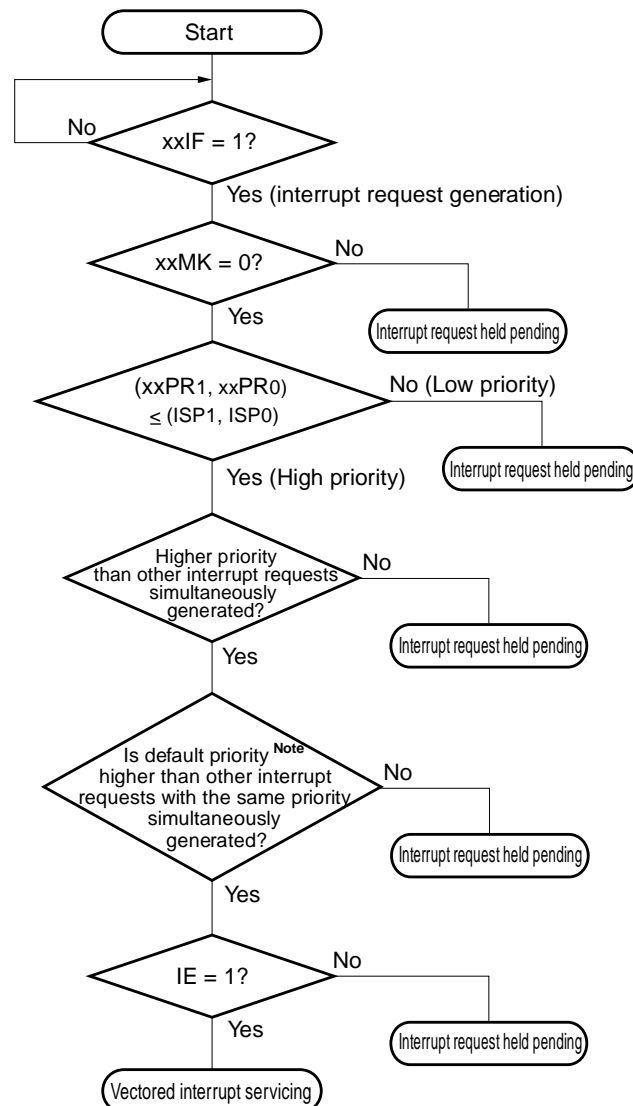 Start
No
xxIF = 1?
Yes (interrupt request generation)
No
xxMK = 0?
Yes
Interrupt request held pending
(xxPR1, xxPR0)
≤ (ISP1, ISP0)
No (Low priority)
Interrupt request held pending
Yes (High priority)
Higher priority
than other interrupt requests
simultaneously
generated?
No
Interrupt request held pending
Yes
Is default priority Note
higher than other interrupt
requests with the same priority
simultaneously
generated?
No
Interrupt request held pending
Yes
IE = 1?
No
Interrupt request held pending
Yes
Vectored interrupt servicing